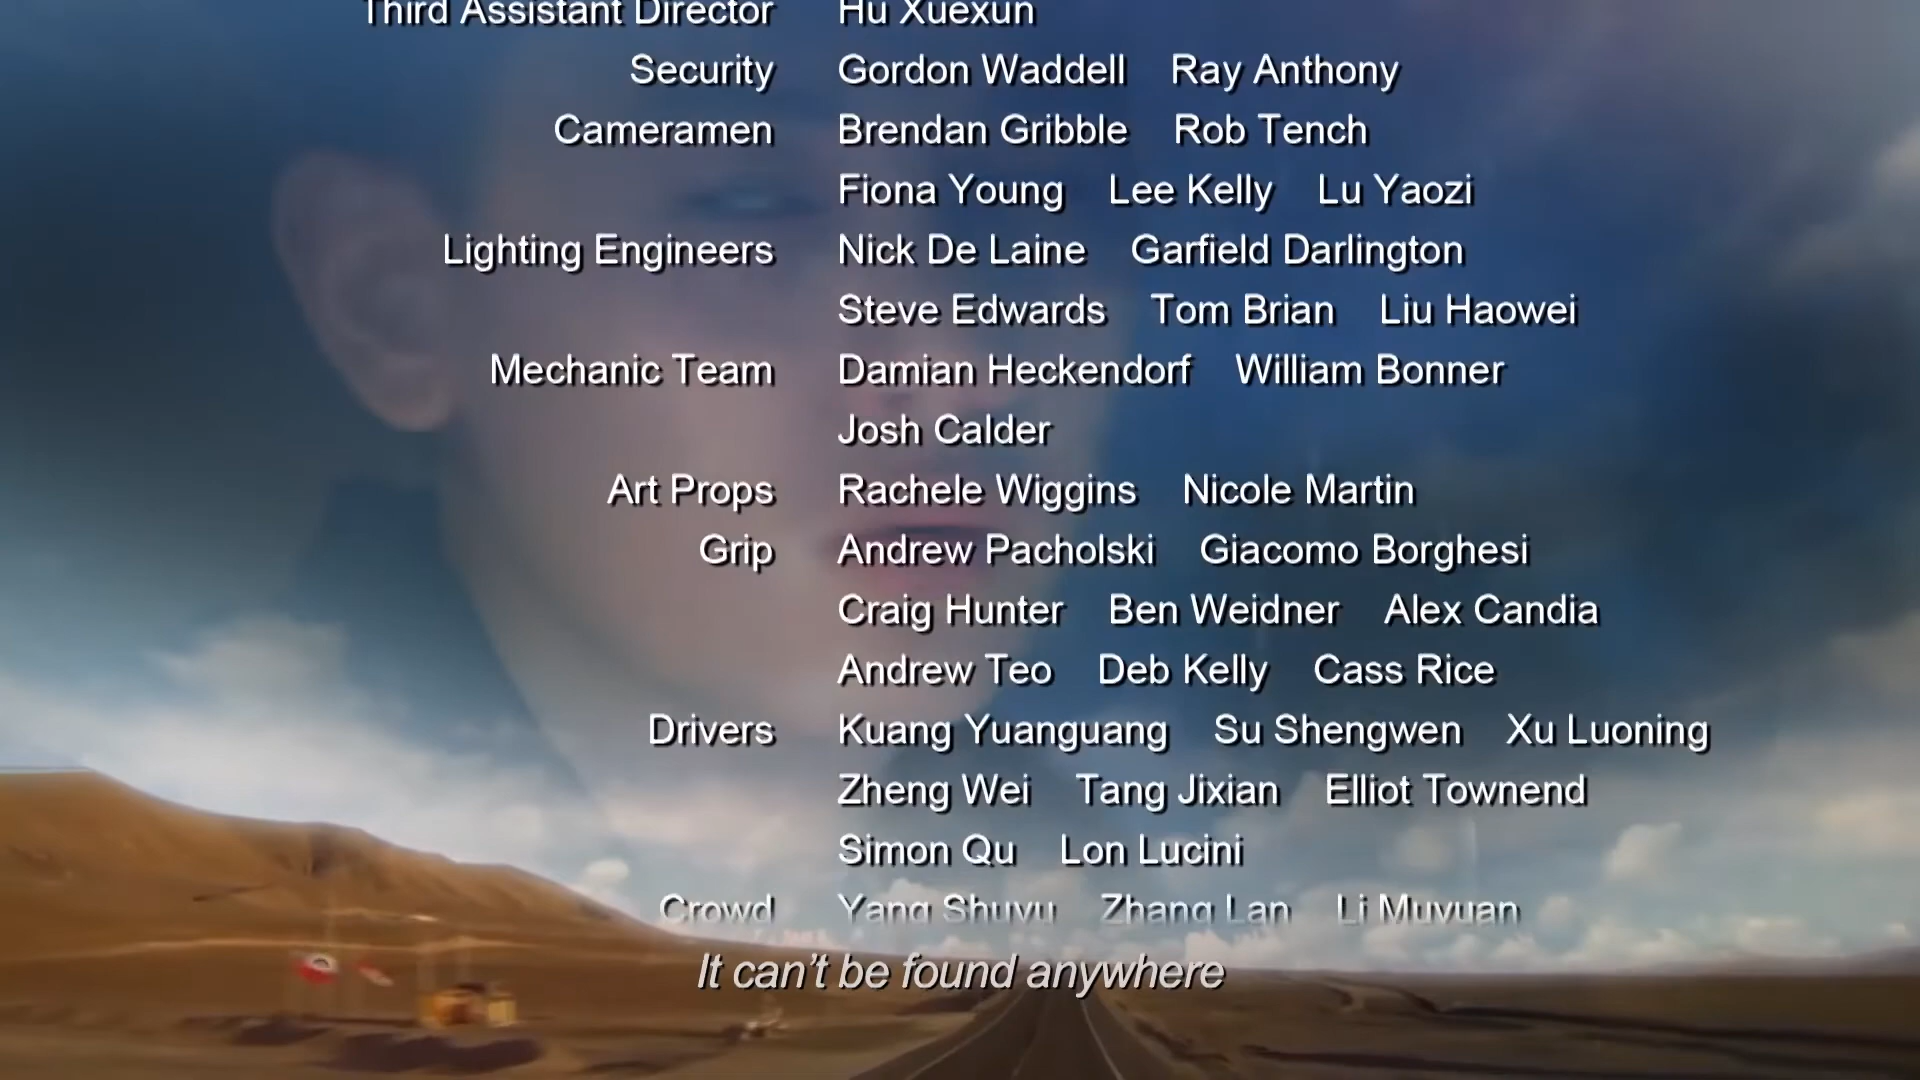 Third Assistant Director Hu Xuexun
Security Gordon Waddell Ray Anthony
Cameramen Brendan Gribble Rob Tench
Fiona Young Lee Kelly Lu Yaozi
Lighting Engineers Nick De Laine Garfield Darlington
Steve Edwards Tom Brian Liu Haowei
Mechanic Team Damian Heckendorf William Bonner
Josh Calder
Art Props Rachele Wiggins Nicole Martin
Grip Andrew Pacholski Giacomo Borghesi
Craig Hunter Ben Weidner Alex Candia
Andrew Teo Deb Kelly Cass Rice
Drivers Kuang Yuanguang Su Shengwen Xu Luoning
Zheng Wei Tang Jixian Elliot Townend
Simon Qu Lon Lucini
Crowd Yang Shuyu Zhang Lan Li Muyuan
It can't be found anywhere